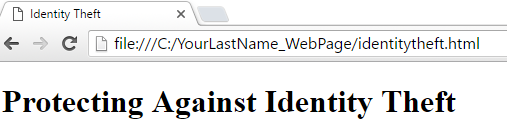 Identity Theft
file:///C:/YourLastName_WebPage/identitytheft.html
Protecting Against Identity Theft